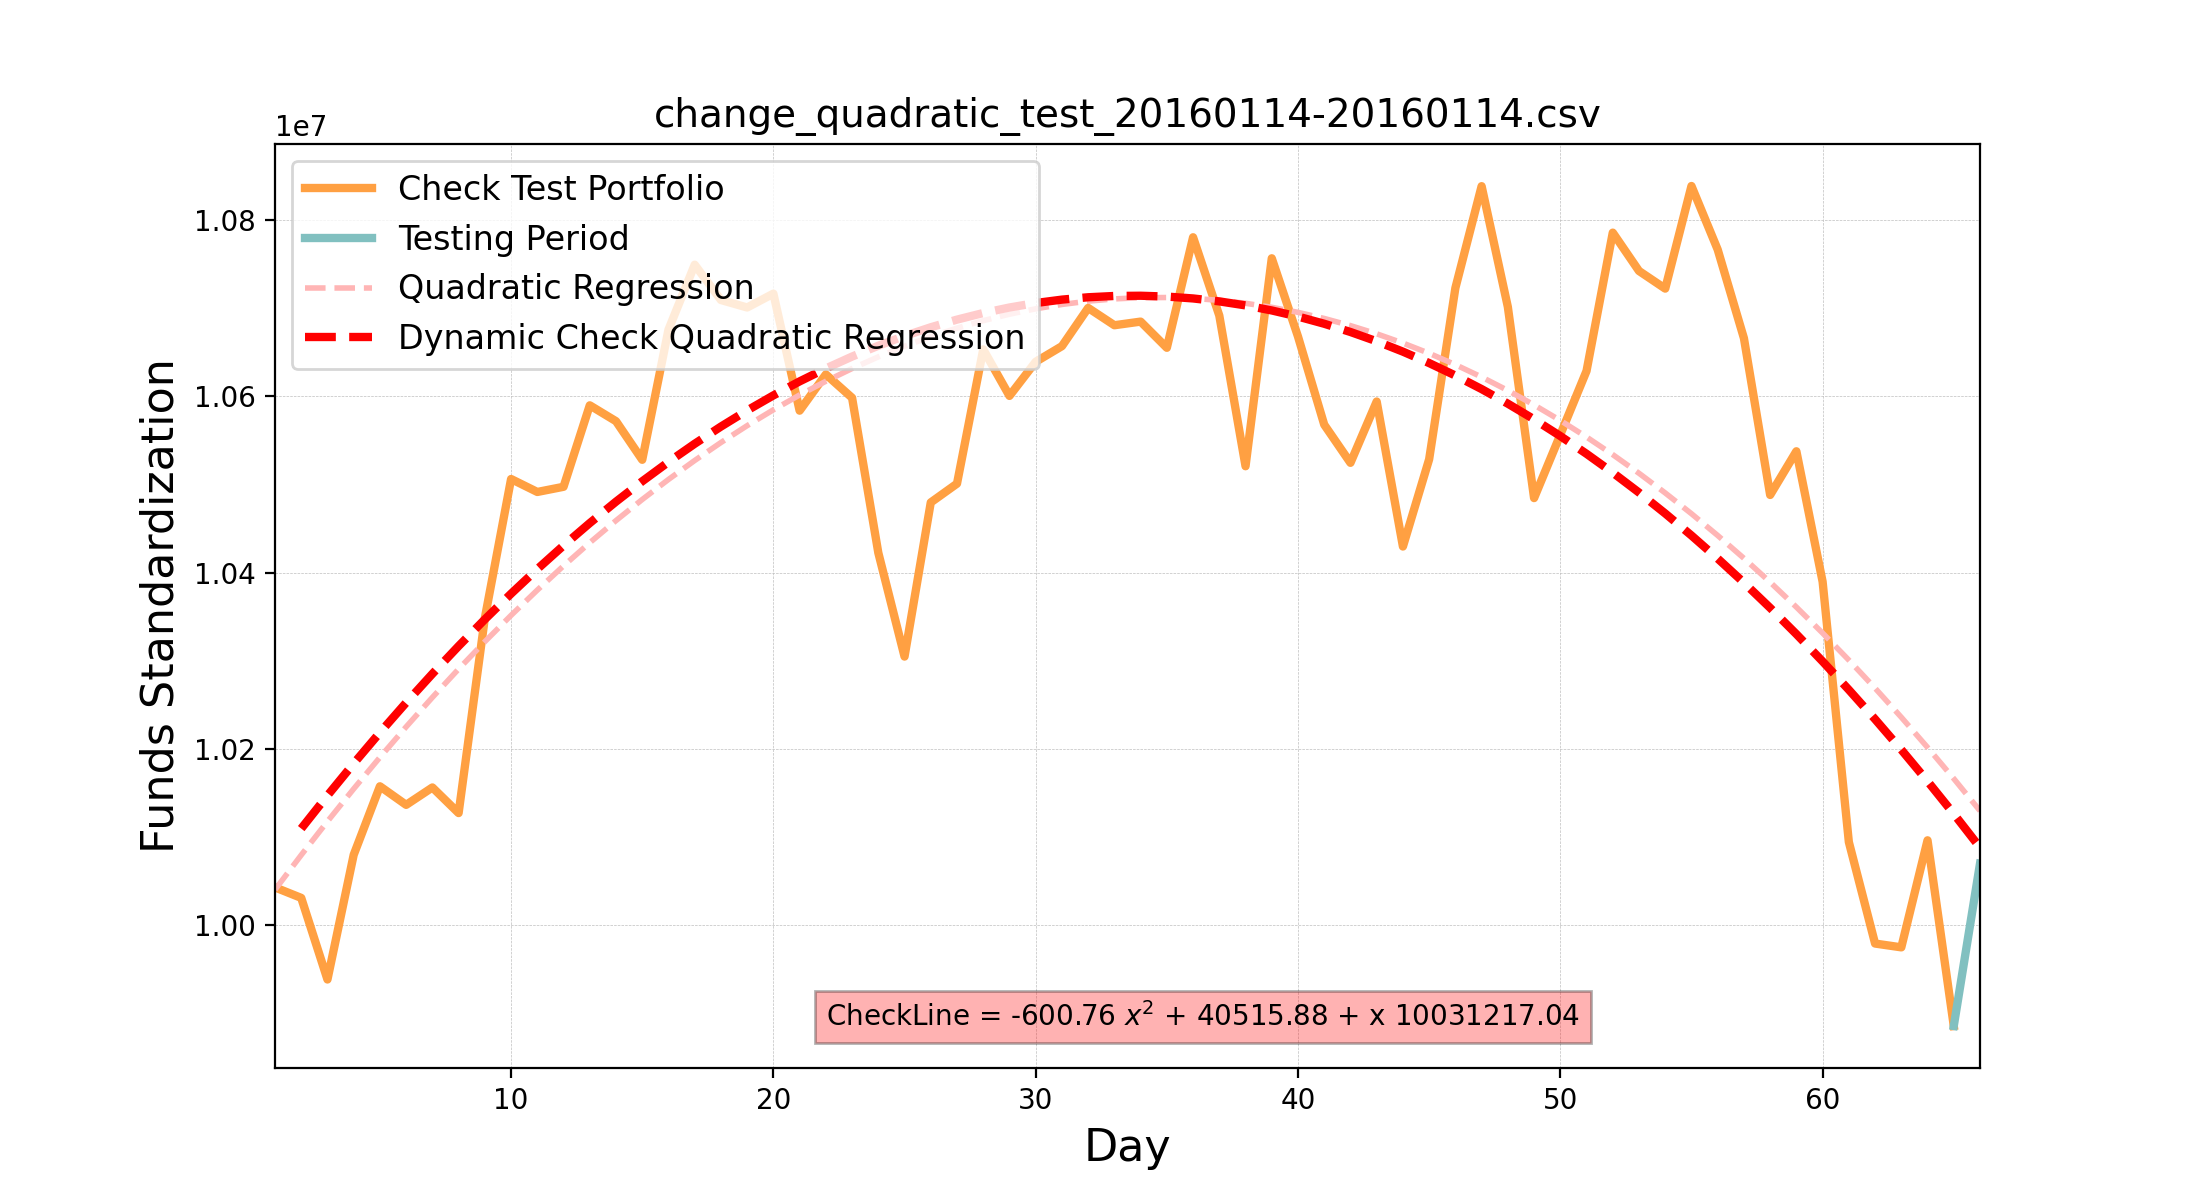 change_quadratic_test_20160114-20160114.csv
1e7
Check Test Portfolio
Testing Period
Quadratic Regression
Dynamic Check Quadratic Regression
1.08
1.06
1.04
1.02
1.00
Funds Standardization
CheckLine = -600.76 x² + 40515.88 + x 10031217.04
10 20 30 40 50 60
Day